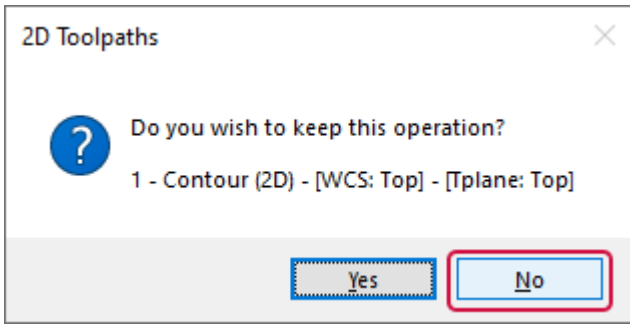 2D Toolpaths
?
Do you wish to keep this operation?
1 - Contour (2D) - [WCS: Top] - [Tplane: Top]
Yes No